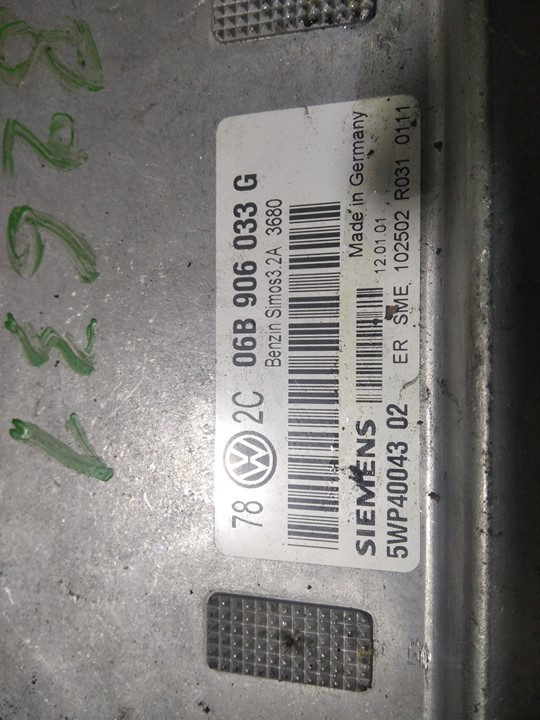 78 2C 06B 906 033 G
Benzin Simos3.2A 3680
Made in Germany
12.01.01
SIEMENS
5WP40043 02 ER SME 102502 R031 0111